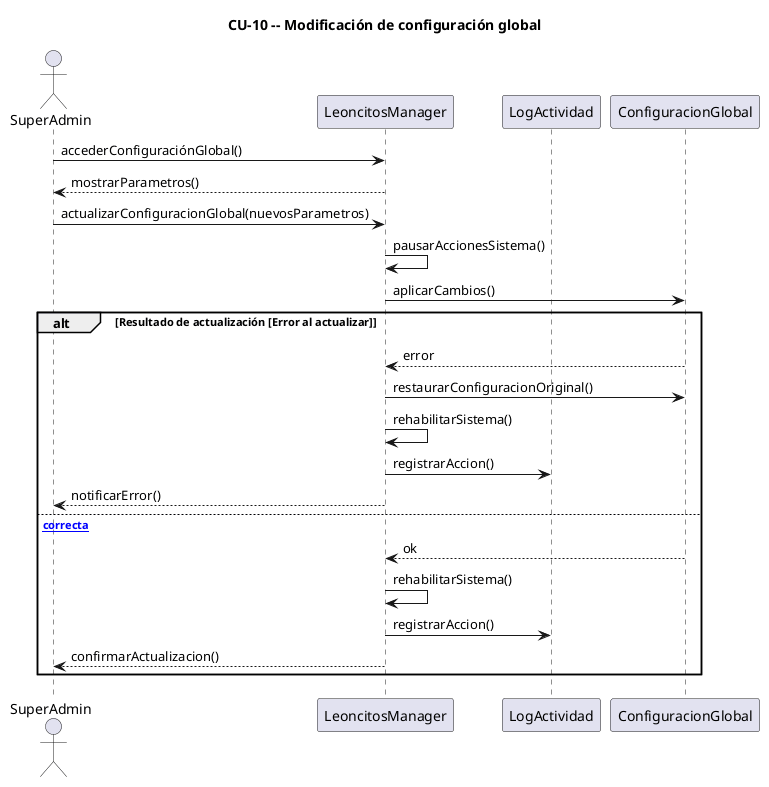 CU-10 -- Modificación de configuración global
SuperAdmin
LeoncitosManager
LogActividad
ConfiguracionGlobal
accederConfiguraciónGlobal()
mostrarParametros()
actualizarConfiguracionGlobal(nuevosParametros)
pausarAccionesSistema()
aplicarCambios()
alt
[Resultado de actualización [Error al actualizar]]
error
restaurarConfiguracionOriginal()
rehabilitarSistema()
registrarAccion()
notificarError()
correcta
ok
rehabilitarSistema()
registrarAccion()
confirmarActualizacion()
SuperAdmin
LeoncitosManager
LogActividad
ConfiguracionGlobal